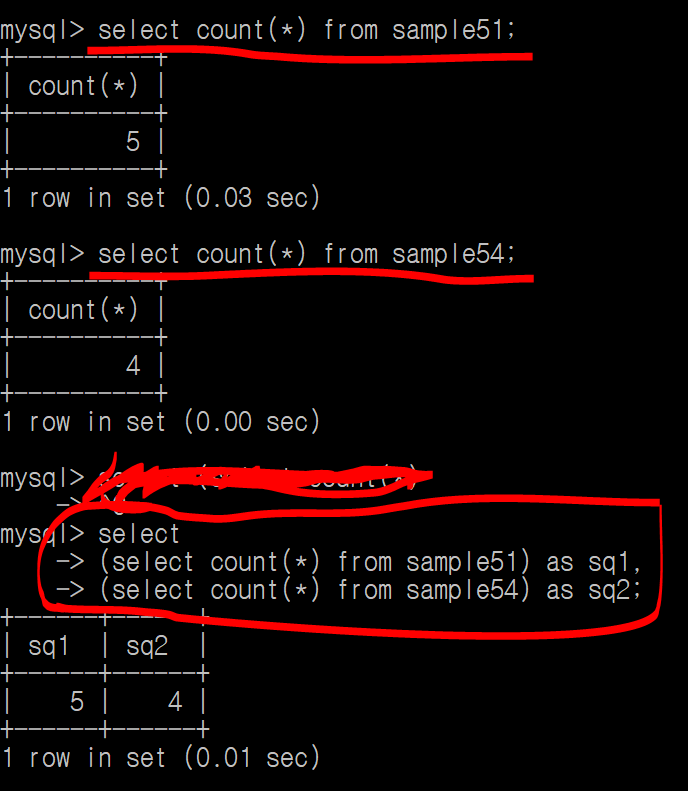 mysql> select count(*) from sample51;
+----------+
| count(*) |
+----------+
|        5 |
+----------+
1 row in set (0.03 sec)
mysql> select count(*) from sample54;
+----------+
| count(*) |
+----------+
|        4 |
+----------+
1 row in set (0.00 sec)
mysql> count(*)
->
mysql> select
-> (select count(*) from sample51) as sq1,
-> (select count(*) from sample54) as sq2;
+------+------+
| sq1  | sq2  |
+------+------+
|    5 |    4 |
+------+------+
1 row in set (0.01 sec)